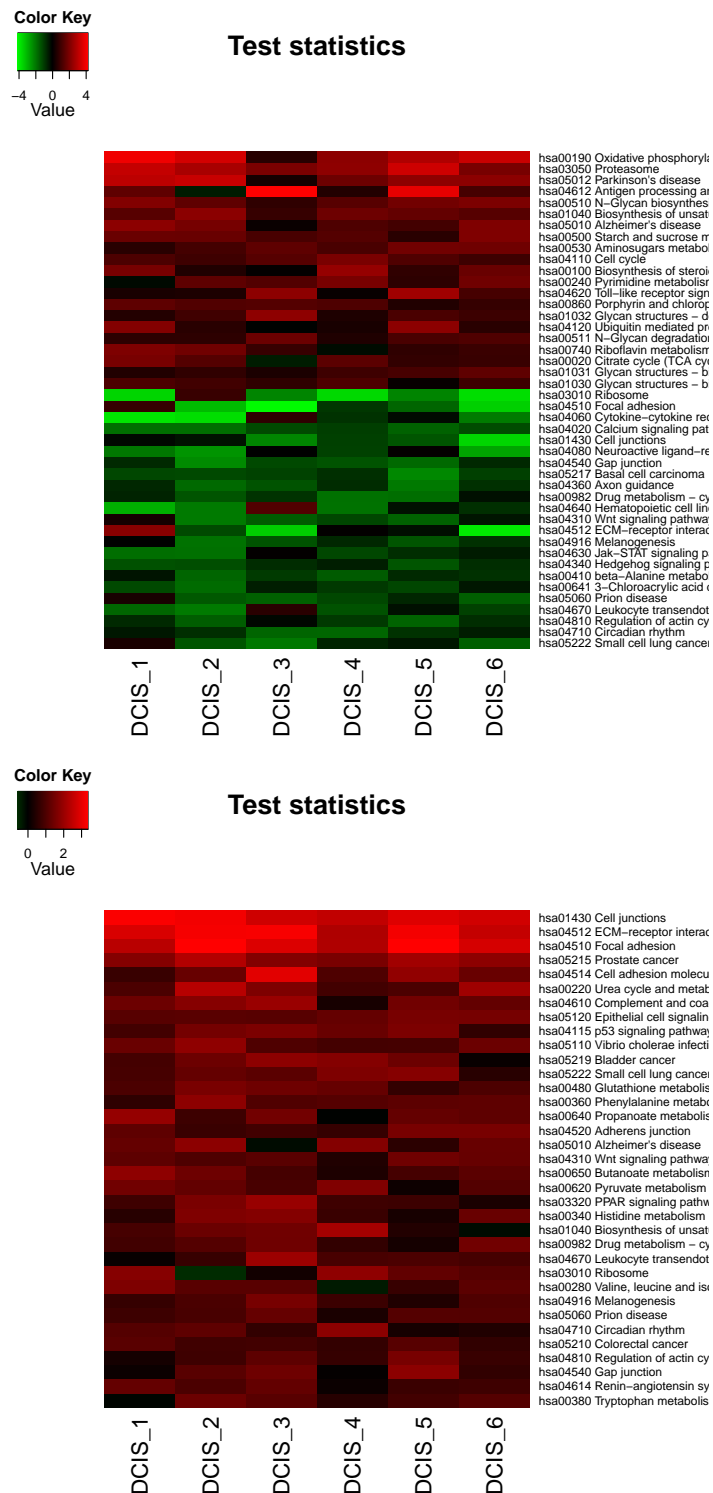 Color Key
Test statistics
−4 0 4
Value
hsa00190 Oxidative phosphoryla
hsa03050 Proteasome
hsa05012 Parkinson's disease
hsa04612 Antigen processing a
hsa00510 N−Glycan biosynthes
hsa01040 Biosynthesis of unsat
hsa05010 Alzheimer's disease
hsa00500 Starch and sucrose m
hsa00530 Aminosugars metabol
hsa04110 Cell cycle
hsa00100 Biosynthesis of steroi
hsa00240 Pyrimidine metabolism
hsa04620 Toll−like receptor sign
hsa00860 Porphyrin and chlorop
hsa01032 Glycan structures − d
hsa04120 Ubiquitin mediated pr
hsa00511 N−Glycan degradation
hsa00740 Riboflavin metabolism
hsa00020 Citrate cycle (TCA cy
hsa01031 Glycan structures − b
hsa01030 Glycan structures − b
hsa03010 Ribosome
hsa04510 Focal adhesion
hsa04060 Cytokine−cytokine re
hsa04020 Calcium signaling pat
hsa01430 Cell junctions
hsa04080 Neuroactive ligand−re
hsa04540 Gap junction
hsa05217 Basal cell carcinoma
hsa04360 Axon guidance
hsa00982 Drug metabolism − cy
hsa04640 Hematopoietic cell line
hsa04310 Wnt signaling pathway
hsa04512 ECM−receptor interac
hsa04916 Melanogenesis
hsa04630 Jak−STAT signaling pa
hsa04340 Hedgehog signaling p
hsa00410 beta−Alanine metabo
hsa00641 3−Chloroacrylic acid d
hsa05060 Prion disease
hsa04670 Leukocyte transendot
hsa04810 Regulation of actin cy
hsa04710 Circadian rhythm
hsa05222 Small cell lung cancer
DCIS_1 DCIS_2 DCIS_3 DCIS_4 DCIS_5 DCIS_6
Color Key
Test statistics
0 2
Value
hsa01430 Cell junctions
hsa04512 ECM−receptor interac
hsa04510 Focal adhesion
hsa05215 Prostate cancer
hsa04514 Cell adhesion molecu
hsa00220 Urea cycle and metab
hsa04610 Complement and coa
hsa05120 Epithelial cell signalin
hsa04115 p53 signaling pathway
hsa05110 Vibrio cholerae infecti
hsa05219 Bladder cancer
hsa05222 Small cell lung cancer
hsa00480 Glutathione metabolis
hsa00360 Phenylalanine metabo
hsa00640 Propanoate metabolis
hsa04520 Adherens junction
hsa05010 Alzheimer's disease
hsa04310 Wnt signaling pathway
hsa00650 Butanoate metabolism
hsa00620 Pyruvate metabolism
hsa03320 PPAR signaling pathw
hsa00340 Histidine metabolism
hsa01040 Biosynthesis of unsat
hsa00982 Drug metabolism − cy
hsa04670 Leukocyte transendot
hsa03010 Ribosome
hsa00280 Valine, leucine and iso
hsa04916 Melanogenesis
hsa05060 Prion disease
hsa04710 Circadian rhythm
hsa05210 Colorectal cancer
hsa04810 Regulation of actin cy
hsa04540 Gap junction
hsa04614 Renin−angiotensin sy
hsa00380 Tryptophan metabolis
DCIS_1 DCIS_2 DCIS_3 DCIS_4 DCIS_5 DCIS_6